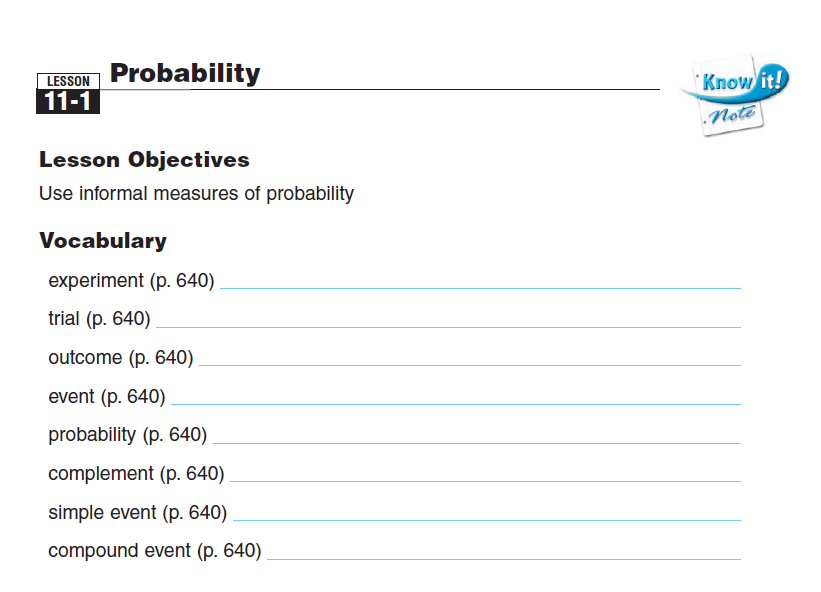 Probability
LESSON
11-1
Know it!
Note
Lesson Objectives
Use informal measures of probability
Vocabulary
experiment (p. 640)
trial (p. 640)
outcome (p. 640)
event (p. 640)
probability (p. 640)
complement (p. 640)
simple event (p. 640)
compound event (p. 640)